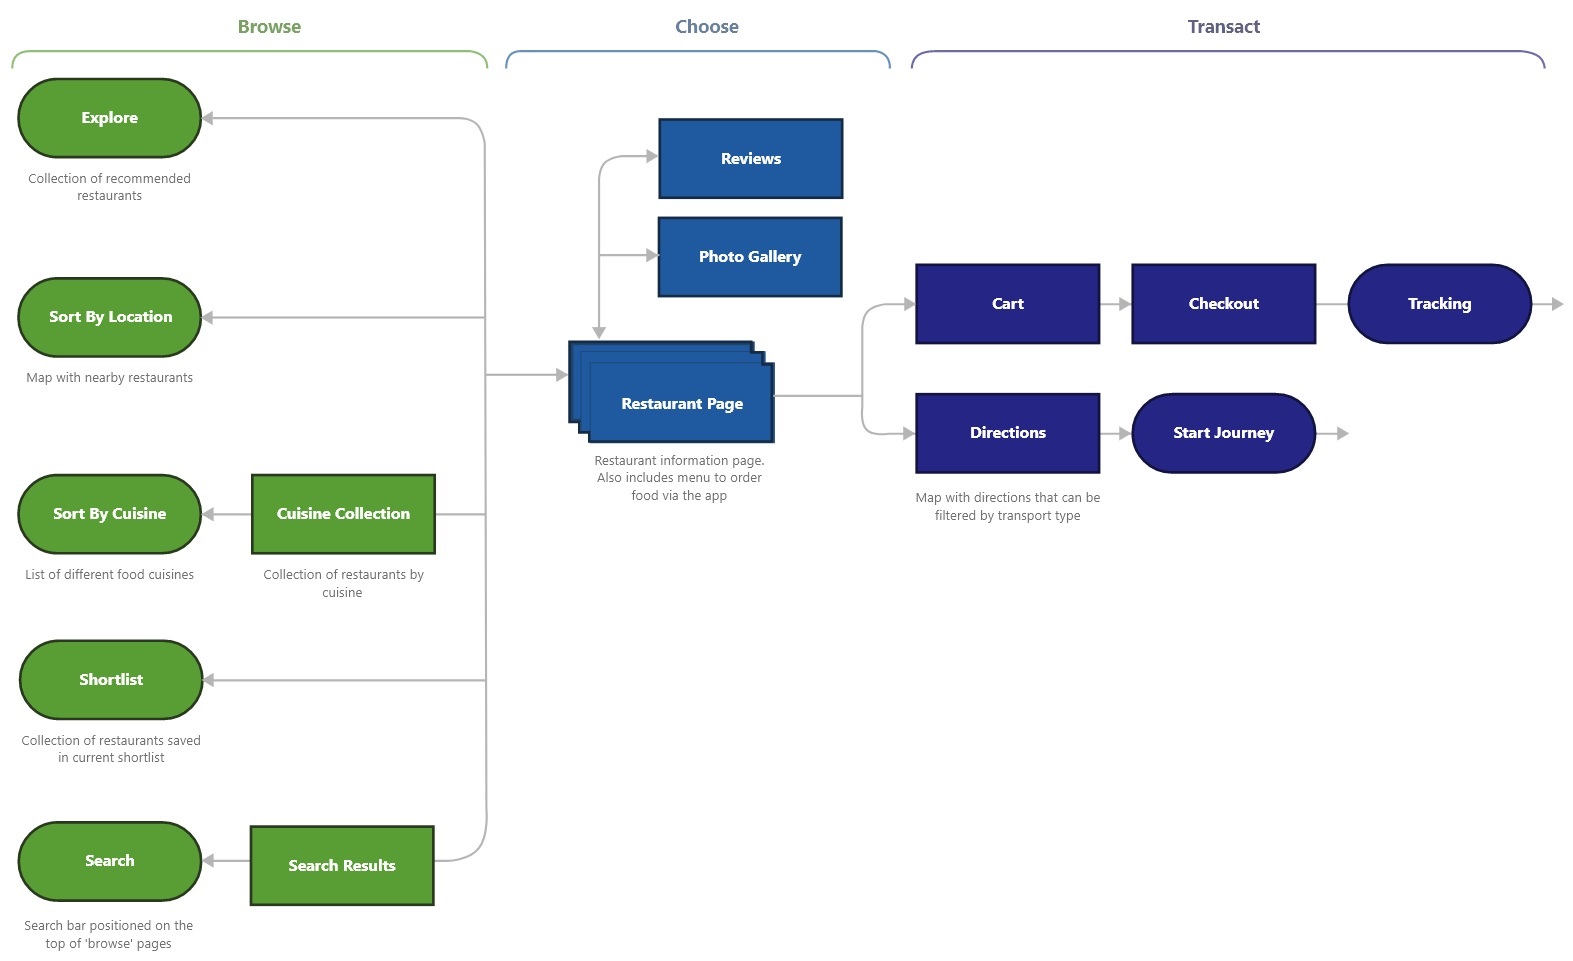 Browse
Choose
Transact
Explore
Collection of recommended
restaurants
Sort By Location
Map with nearby restaurants
Sort By Cuisine
List of different food cuisines
Cuisine Collection
Collection of restaurants by
cuisine
Shortlist
Collection of restaurants saved
in current shortlist
Search
Search bar positioned on the
top of 'browse' pages
Search Results
Reviews
Photo Gallery
Restaurant Page
Restaurant information page.
Also includes menu to order
food via the app
Cart
Checkout
Tracking
Directions
Map with directions that can be
filtered by transport type
Start Journey